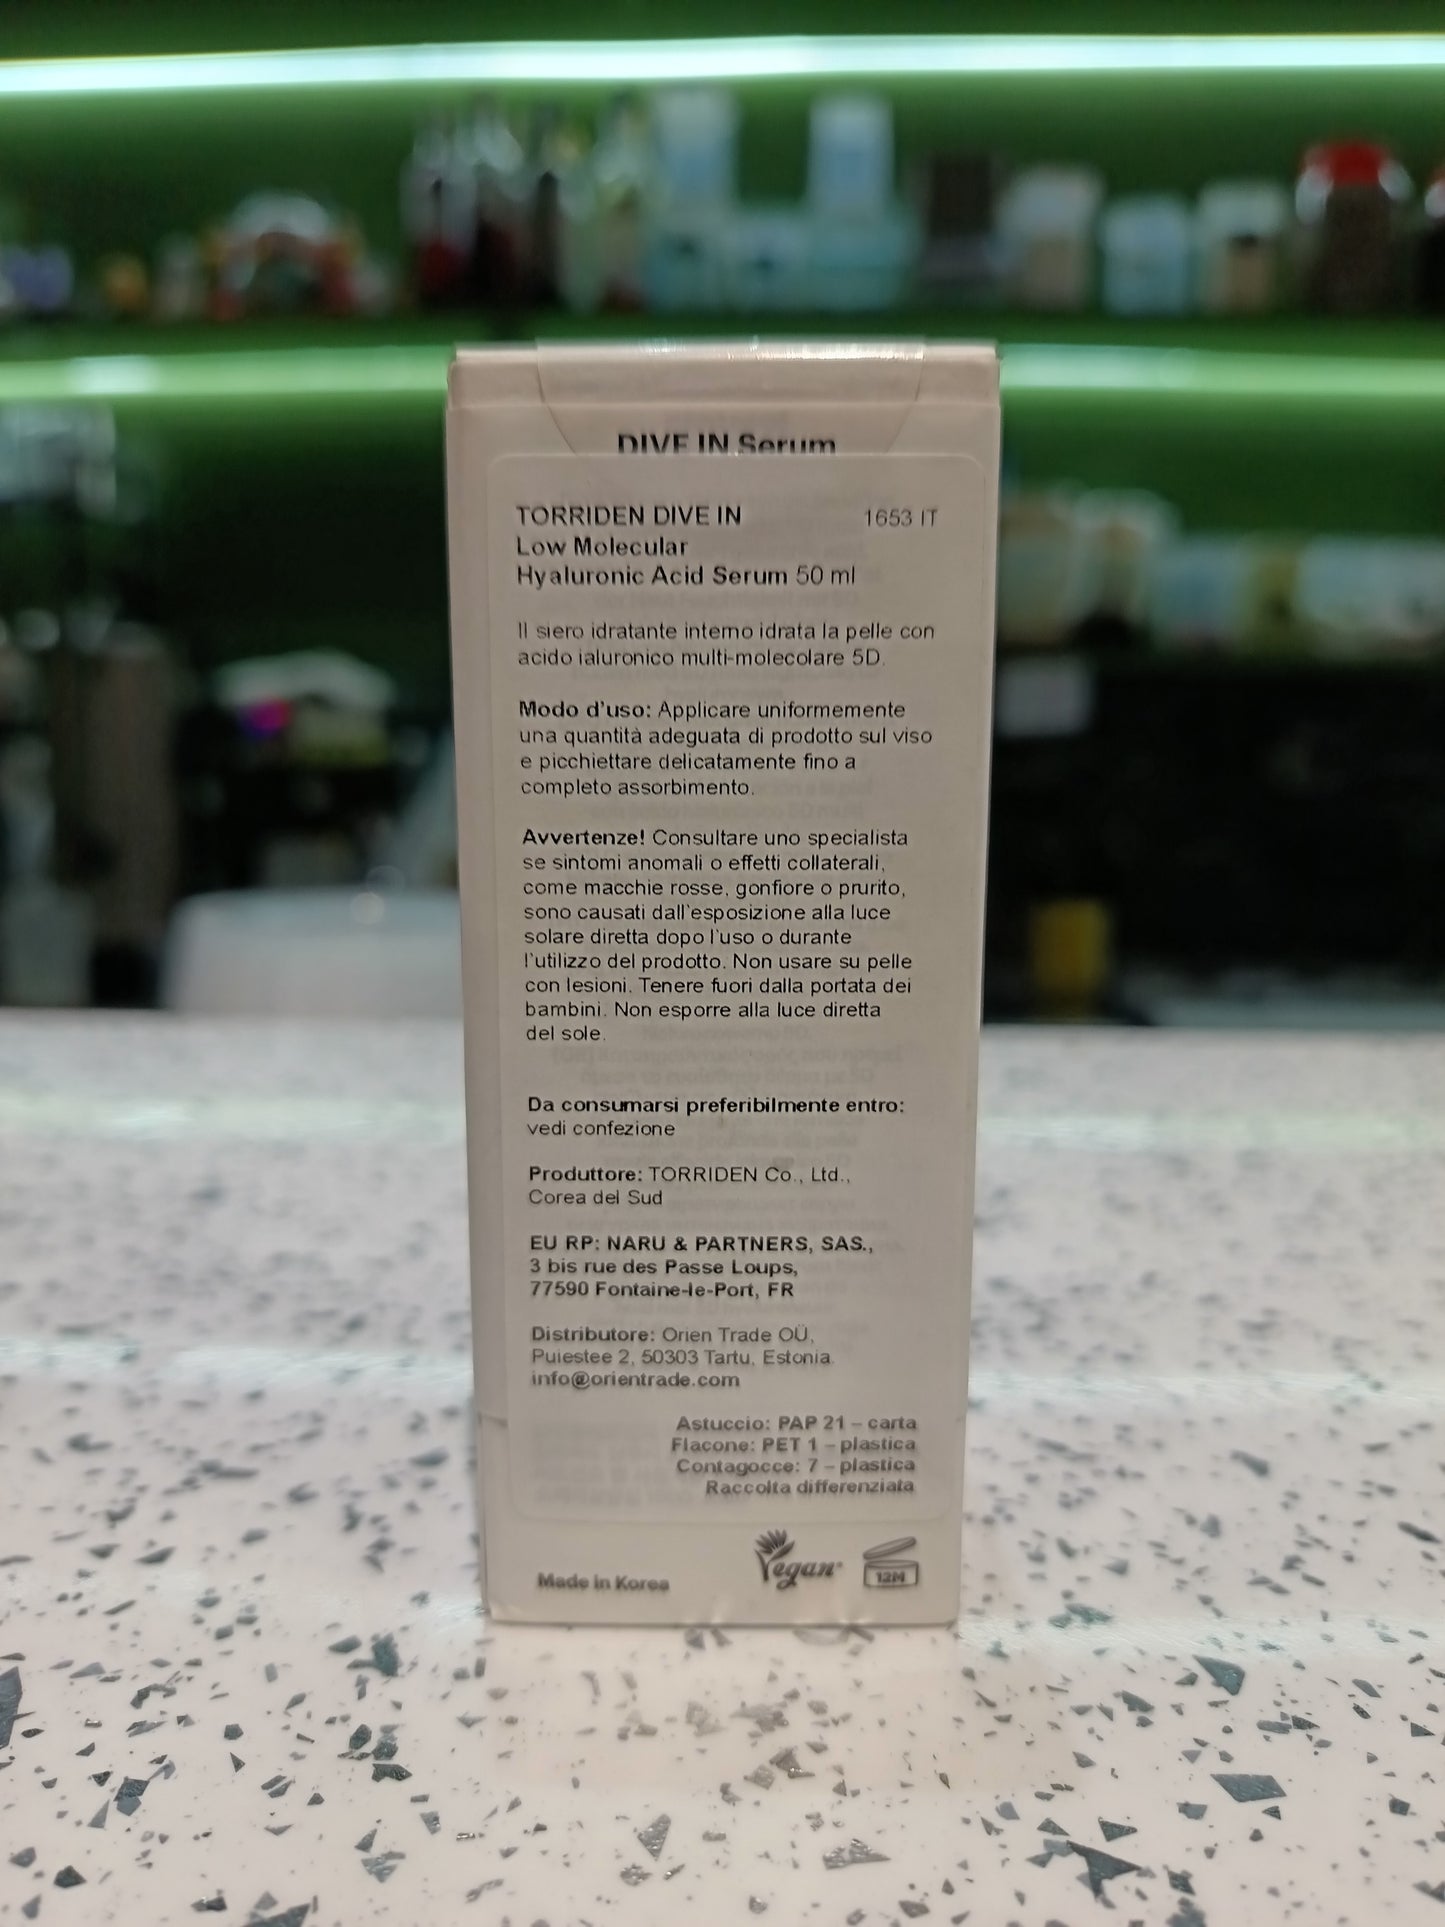 DIVE IN Serum
TORRIDEN DIVE IN 1653 IT
Low Molecular
Hyaluronic Acid Serum 50 ml
Il siero idratante interno idrata la pelle con
acido ialuronico multi-molecolare 5D.
Modo d'uso: Applicare uniformemente
una quantità adeguata di prodotto sul viso
e picchiettare delicatamente fino a
completo assorbimento.
Avvertenze! Consultare uno specialista
se sintomi anomali o effetti collaterali,
come macchie rosse, gonfiore o prurito,
sono causati dall'esposizione alla luce
solare diretta dopo l'uso o durante
l'utilizzo del prodotto. Non usare su pelle
con lesioni. Tenere fuori dalla portata dei
bambini. Non esporre alla luce diretta
del sole.
Da consumarsi preferibilmente entro:
vedi confezione
Produttore: TORRIDEN Co., Ltd.,
Corea del Sud
EU RP: NARU & PARTNERS, SAS.,
3 bis rue des Passe Loups,
77590 Fontaine-le-Port, FR
Distributore: Orien Trade OÜ,
Puiestee 2, 50303 Tartu, Estonia.
info@orientrade.com
Astuccio: PAP 21 – carta
Flacone: PET 1 – plastica
Contagocce: 7 – plastica
Raccolta differenziata
Made in Korea
Vegan
12M